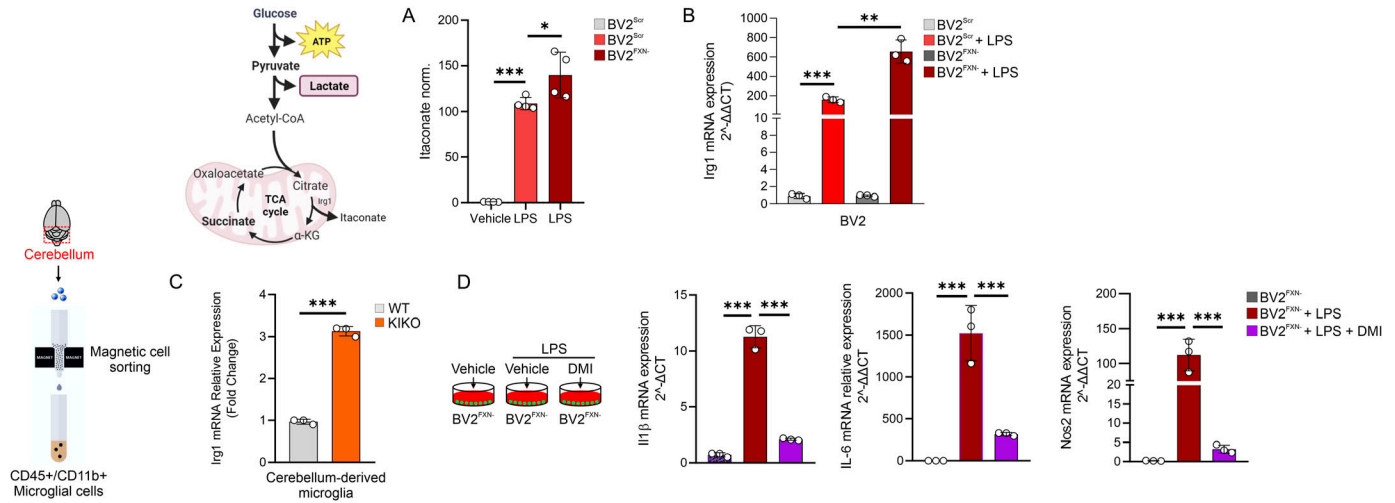 Glucose
ATP
Pyruvate
Lactate
Acetyl-CoA
Oxaloacetate
Citrate
TCA
cycle
Irg1
Itaconate
Succinate
α-KG
Cerebellum
MAGNET
MAGNET
Magnetic cell
sorting
CD45+/CD11b+
Microglial cells
A
Itaconate norm.
200
150
100
50
0
***
*
Vehicle LPS LPS
BV2Scr
BV2Scr
BV2FXN-
B
Irg1 mRNA expression
2^-ΔΔCT)
1000
800
600
400
200
10
8
6
4
2
0
***
**
BV2
BV2Scr
BV2Scr + LPS
BV2FXN-
BV2FXN- + LPS
C
Irg1 mRNA Relative Expression
(Fold Change)
4
3
2
1
0
***
WT
KIKO
Cerebellum-derived
microglia
D
LPS
Vehicle Vehicle DMI
BV2FXN- BV2FXN- BV2FXN-
Il1β mRNA expression
2^-ΔΔCT
15
10
5
0
*** ***
IL-6 mRNA relative expression
2^-ΔΔCT
2000
1500
1000
500
0
*** ***
Nos2 mRNA expression
2^-ΔΔCT
200
150
100
50
20
15
10
5
0
*** ***
BV2FXN-
BV2FXN- + LPS
BV2FXN- + LPS + DMI